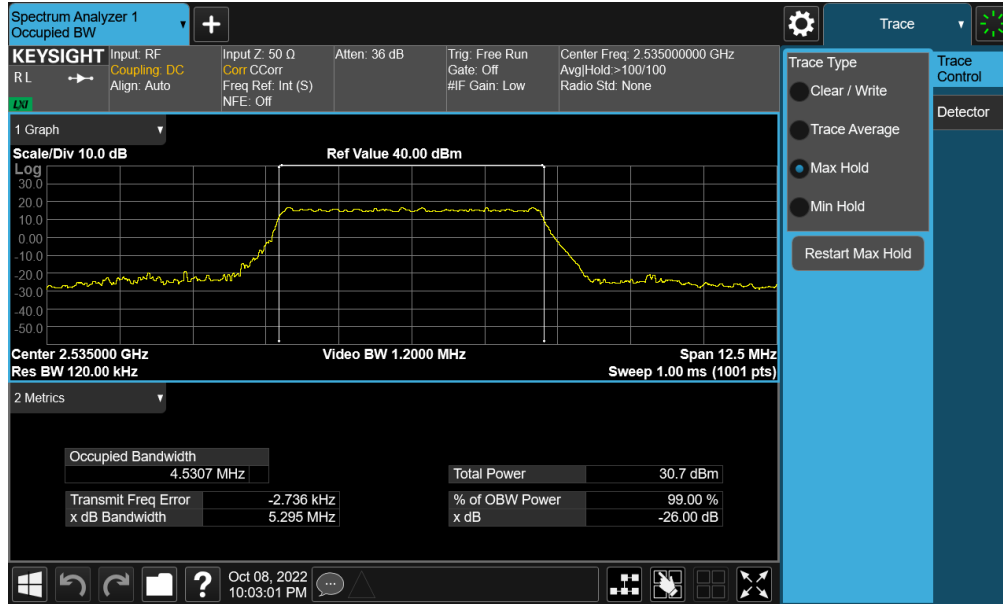 Spectrum Analyzer 1
Occupied BW
+
Trace
KEYSIGHT
R L
LXI
Input: RF
Coupling: DC
Align: Auto
Input Z: 50 Ω
Corr CCorr
Freq Ref: Int (S)
NFE: Off
Atten: 36 dB
Trig: Free Run
Gate: Off
#IF Gain: Low
Center Freq: 2.535000000 GHz
Avg|Hold:>100/100
Radio Std: None
Trace Type
Clear / Write
Trace Average
Max Hold
Min Hold
Restart Max Hold
Trace
Control
Detector
1 Graph
Scale/Div 10.0 dB
Ref Value 40.00 dBm
Log
30.0
20.0
10.0
0.00
-10.0
-20.0
-30.0
-40.0
-50.0
Center 2.535000 GHz
Video BW 1.2000 MHz
Span 12.5 MHz
Res BW 120.00 kHz
Sweep 1.00 ms (1001 pts)
2 Metrics
Occupied Bandwidth
4.5307 MHz
Total Power 30.7 dBm
Transmit Freq Error -2.736 kHz
% of OBW Power 99.00 %
x dB Bandwidth 5.295 MHz
x dB -26.00 dB
?
Oct 08, 2022
10:03:01 PM